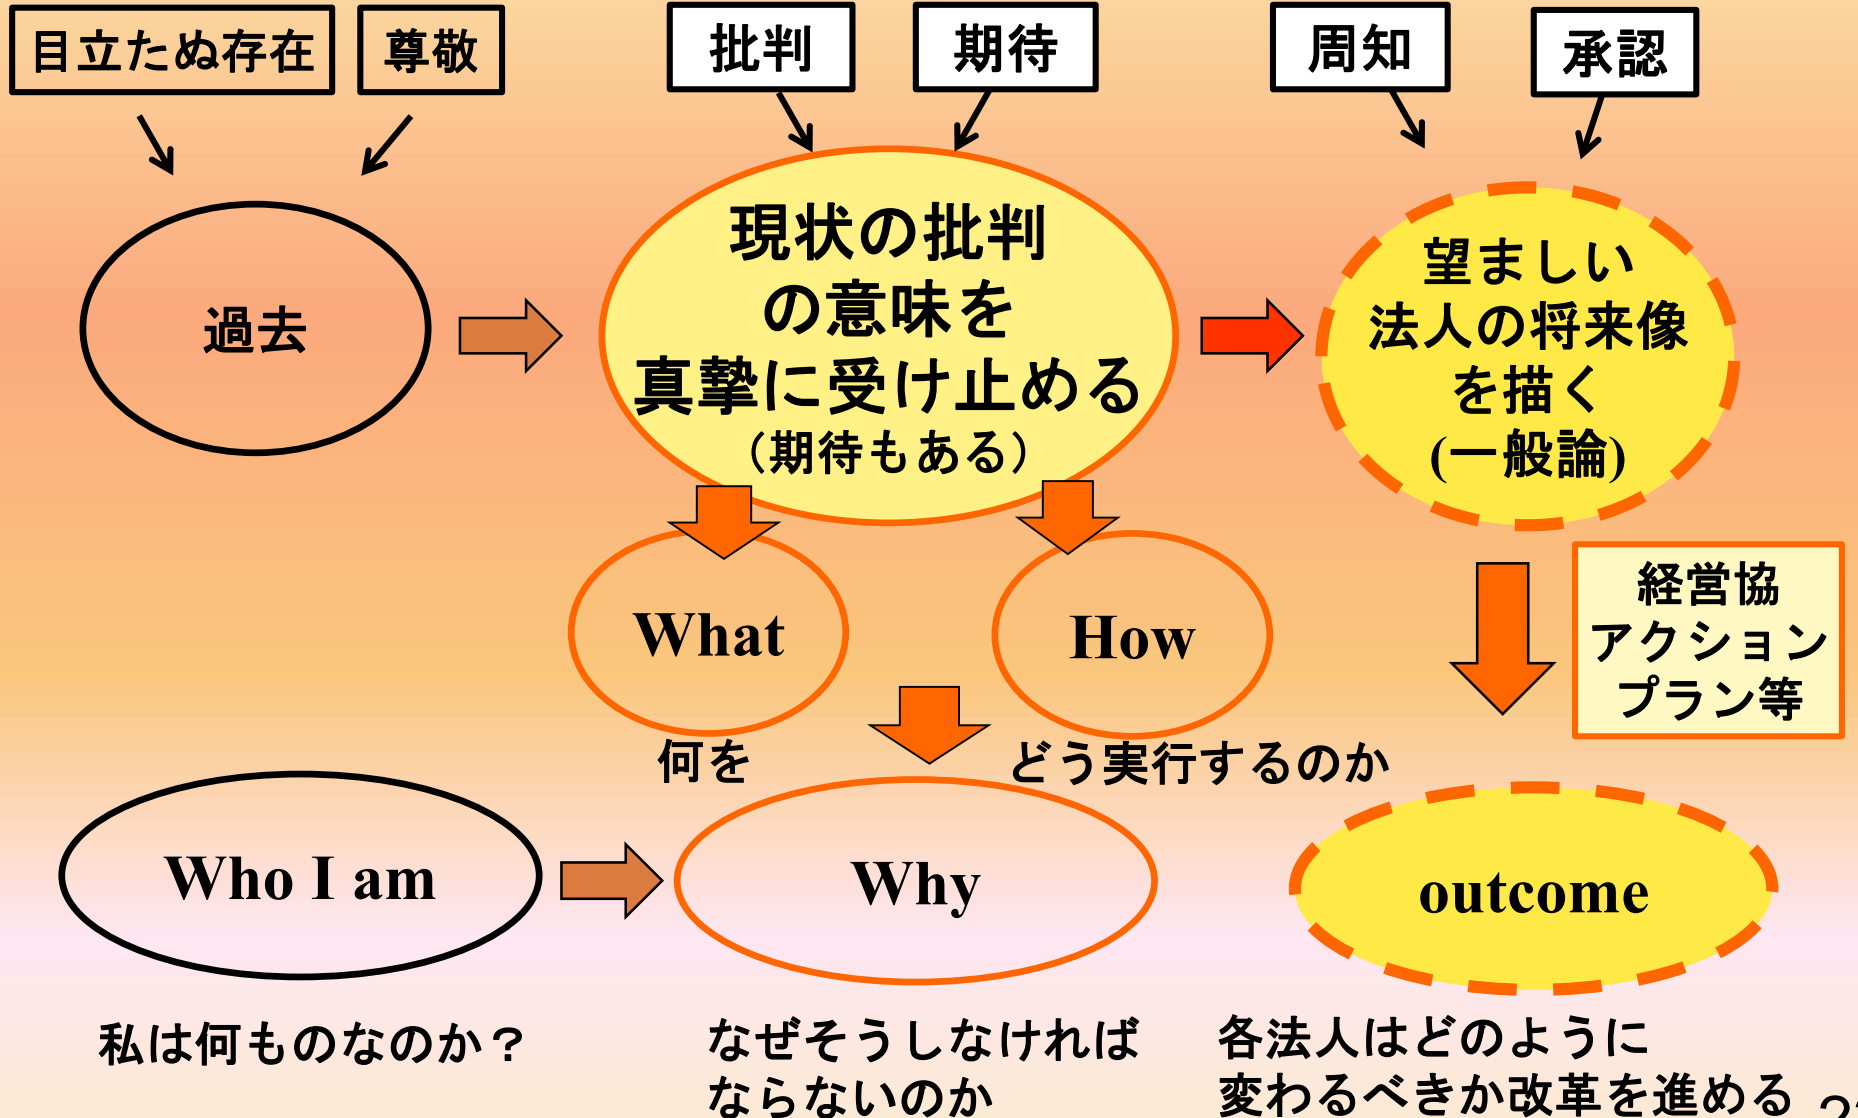 目立たぬ存在
尊敬
批判
期待
周知
承認
過去
現状の批判
の意味を
真摯に受け止める
（期待もある）
望ましい
法人の将来像
を描く
(一般論)
What
How
経営協
アクション
プラン等
何を
どう実行するのか
Who I am
Why
outcome
私は何ものなのか？
なぜそうしなければ
ならないのか
各法人はどのように
変わるべきか改革を進める